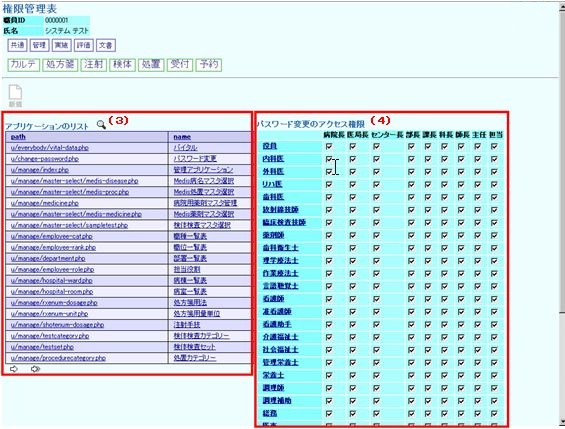 権限管理表
職員ID 0000001
氏名 システム テスト
共通 管理 実施 評価 文書
カルテ 処方箋 注射 検体 処置 受付 予約
新規
アプリケーションのリスト (3)
path name
u/everybody/vital-data.php バイタル
u/change-password.php パスワード変更
u/manage/index.php 管理アプリケーション
u/manage/master-select/medis-disease.php Medis病名マスタ選択
u/manage/master-select/medis-proc.php Medis処置マスタ選択
u/manage/medicine.php 病院用薬剤マスタ管理
u/manage/master-select/medis-medicine.php Medis薬剤マスタ選択
u/manage/master-select/sampletest.php 検体検査マスタ選択
u/manage/employee-cat.php 職種一覧表
u/manage/employee-rank.php 職位一覧表
u/manage/department.php 部署一覧表
u/manage/employee-role.php 担当役割
u/manage/hospital-ward.php 病棟一覧表
u/manage/hospital-room.php 病室一覧表
u/manage/rxenum-dosage.php 処方箋用法
u/manage/rxenum-unit.php 処方箋用量単位
u/manage/shotenum-dosage.php 注射手技
u/manage/testcategory.php 検体検査カテゴリー
u/manage/testset.php 検体検査セット
u/manage/procedurecategory.php 処置カテゴリー
パスワード変更のアクセス権限 (4)
病院長 医局長 センター長 部長 課長 科長 師長 主任 担当
役員
内科医
外科医
リハ医
歯科医
放射線技師
臨床検査技師
薬剤師
歯科衛生士
理学療法士
作業療法士
言語聴覚士
看護師
准看護師
看護助手
介護福祉士
社会福祉士
管理栄養士
栄養士
調理師
調理補助
総務
医事